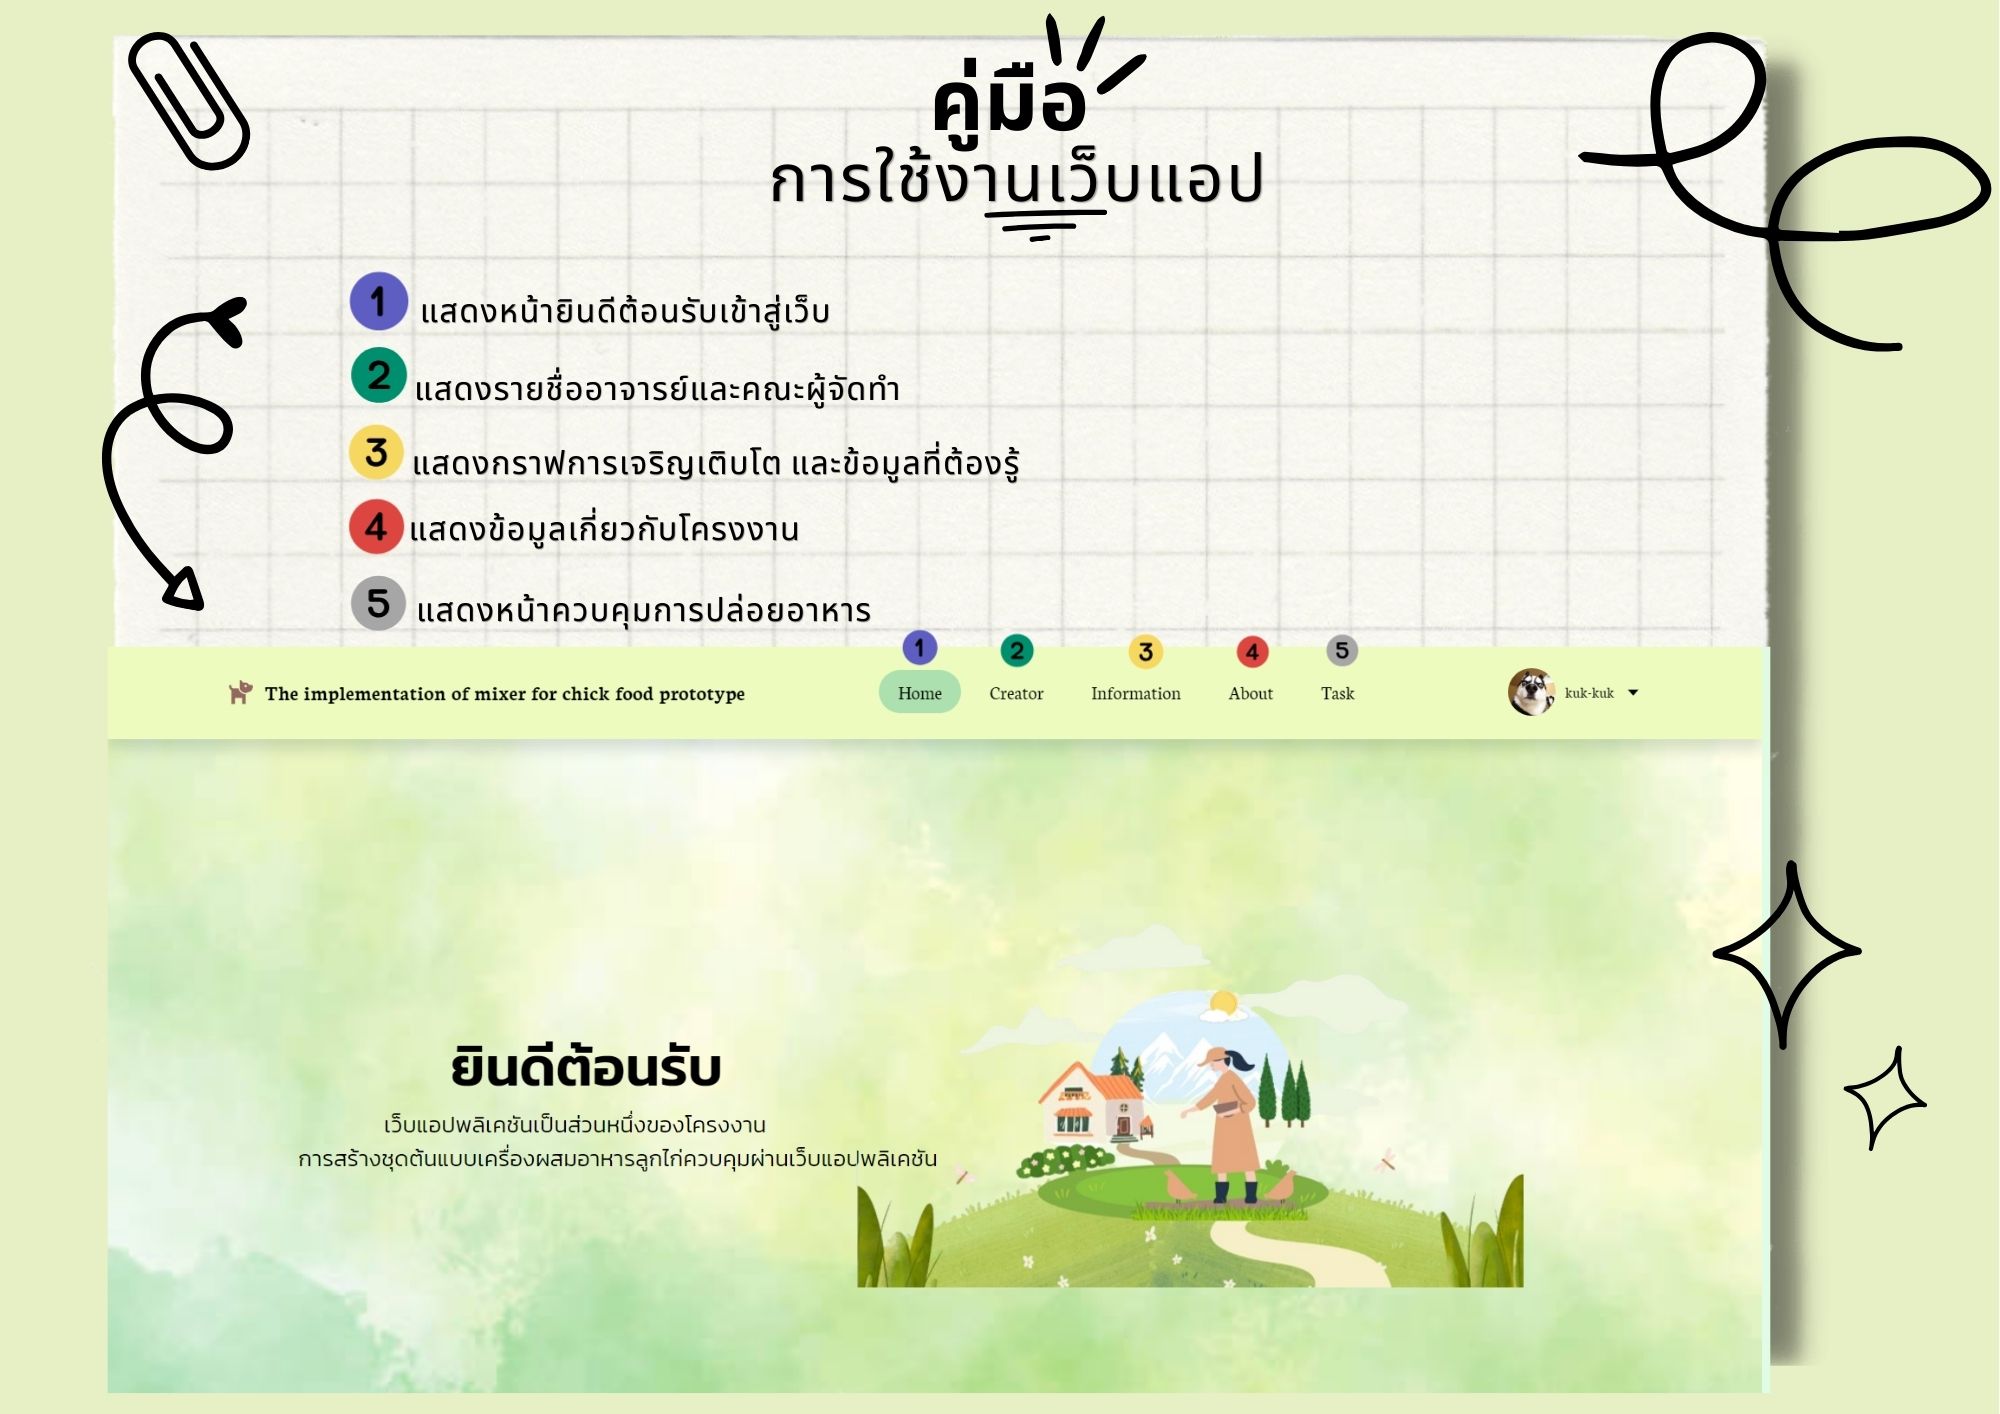 คู่มือ
การใช้งานเว็บแอป
1 แสดงหน้ายินดีต้อนรับเข้าสู่เว็บ
2 แสดงรายชื่ออาจารย์และคณะผู้จัดทำ
3 แสดงกราฟการเจริญเติบโต และข้อมูลที่ต้องรู้
4 แสดงข้อมูลเกี่ยวกับโครงงาน
5 แสดงหน้าควบคุมการปล่อยอาหาร
1 2 3 4 5
The implementation of mixer for chick food prototype Home Creator Information About Task kuk-kuk
ยินดีต้อนรับ
เว็บแอปพลิเคชันเป็นส่วนหนึ่งของโครงงาน
การสร้างชุดต้นแบบเครื่องผสมอาหารลูกไก่ควบคุมผ่านเว็บแอปพลิเคชัน